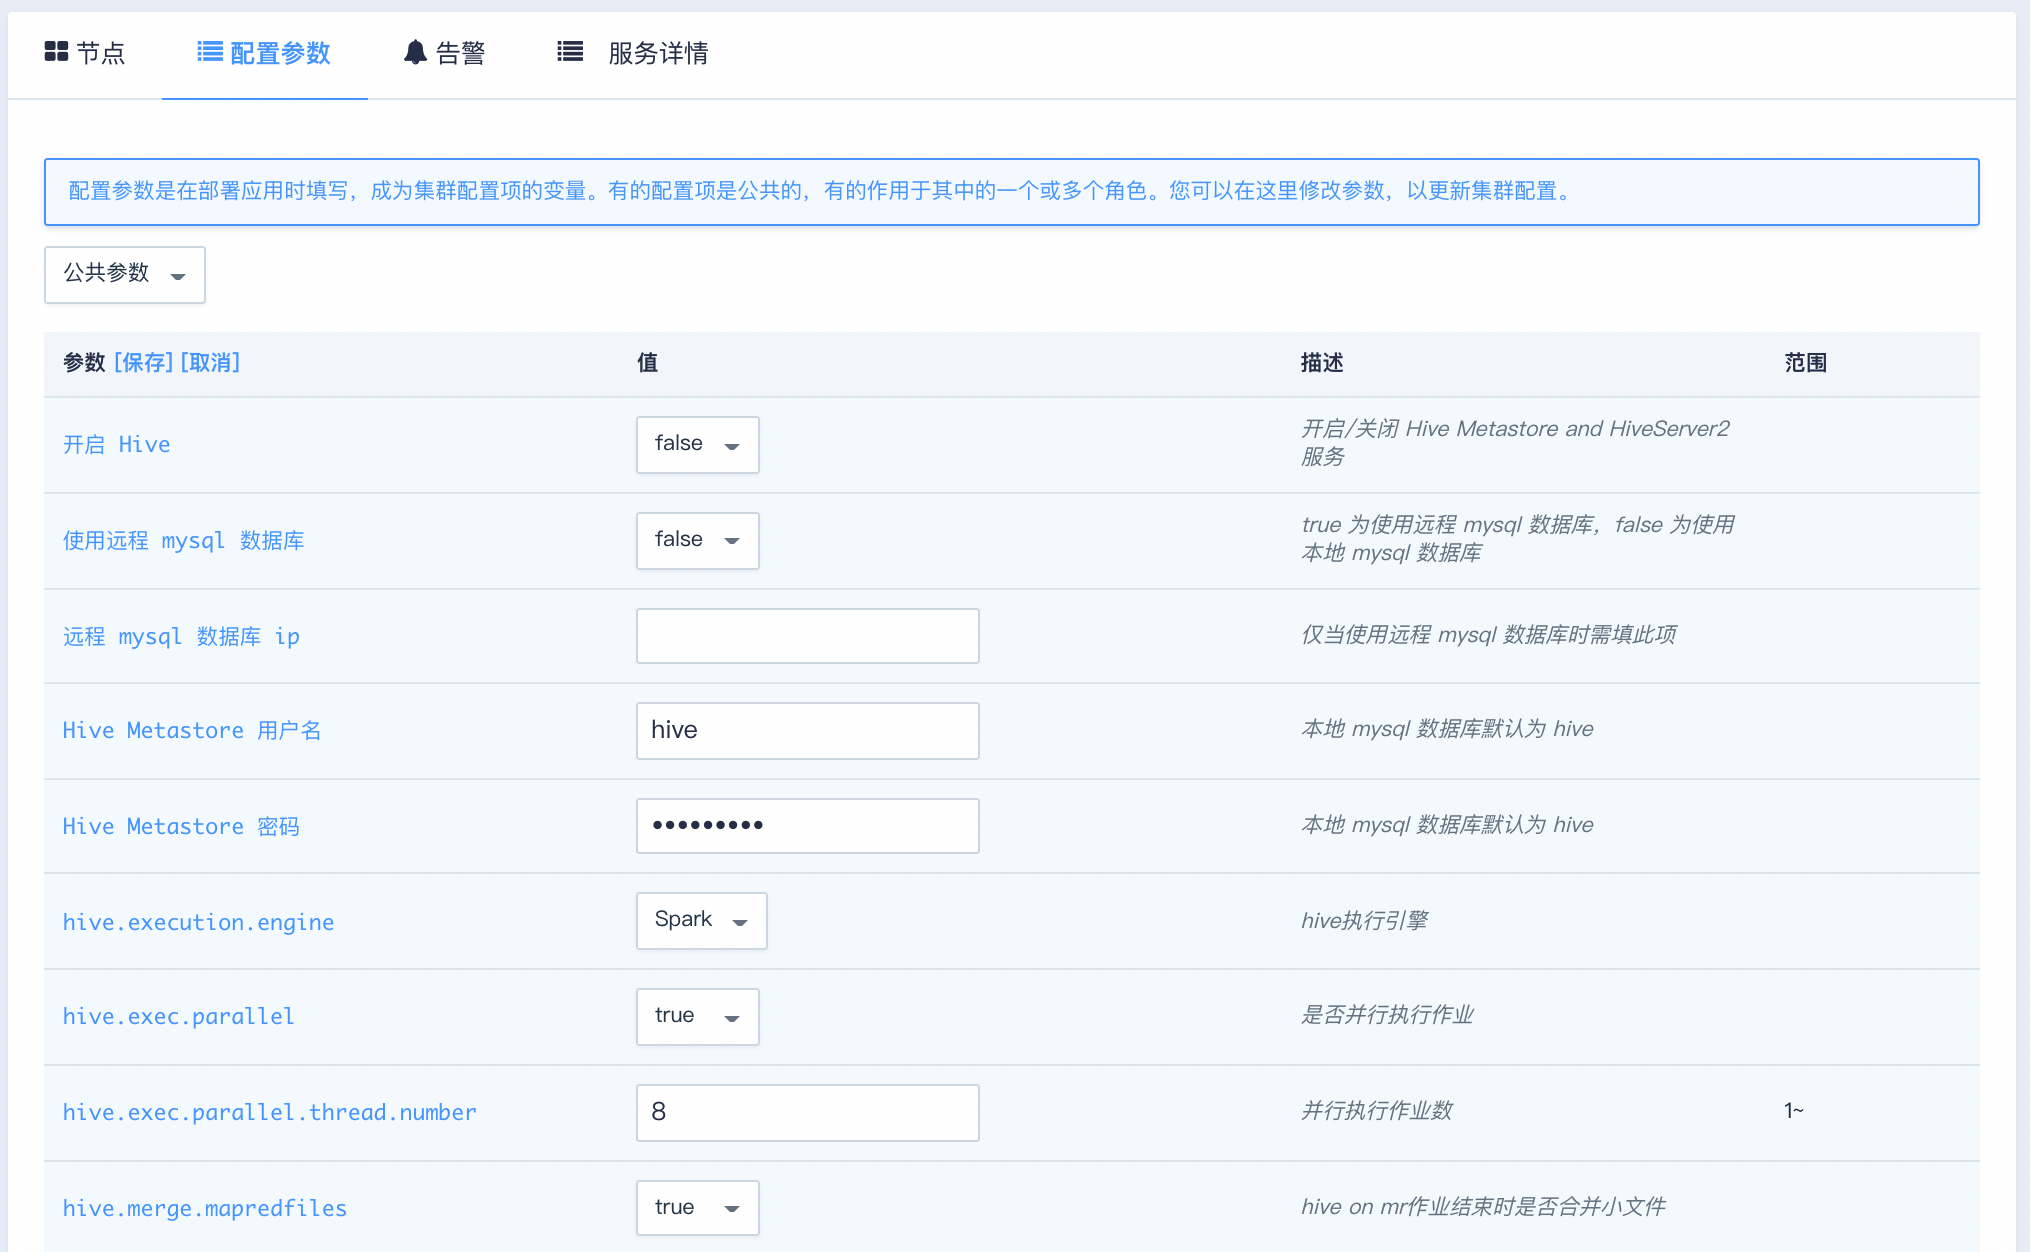 节点 配置参数 告警 服务详情
配置参数是在部署应用时填写，成为集群配置项的变量。有的配置项是公共的，有的作用于其中的一个或多个角色。您可以在这里修改参数，以更新集群配置。
公共参数
参数 [保存] [取消] 值 描述 范围
开启 Hive false 开启/关闭 Hive Metastore and HiveServer2
服务
使用远程 mysql 数据库 false true 为使用远程 mysql 数据库，false 为使用
本地 mysql 数据库
远程 mysql 数据库 ip 仅当使用远程 mysql 数据库时需填此项
Hive Metastore 用户名 hive 本地 mysql 数据库默认为 hive
Hive Metastore 密码 ••••••••• 本地 mysql 数据库默认为 hive
hive.execution.engine Spark hive执行引擎
hive.exec.parallel true 是否并行执行作业
hive.exec.parallel.thread.number 8 并行执行作业数 1~
hive.merge.mapredfiles true hive on mr作业结束时是否合并小文件